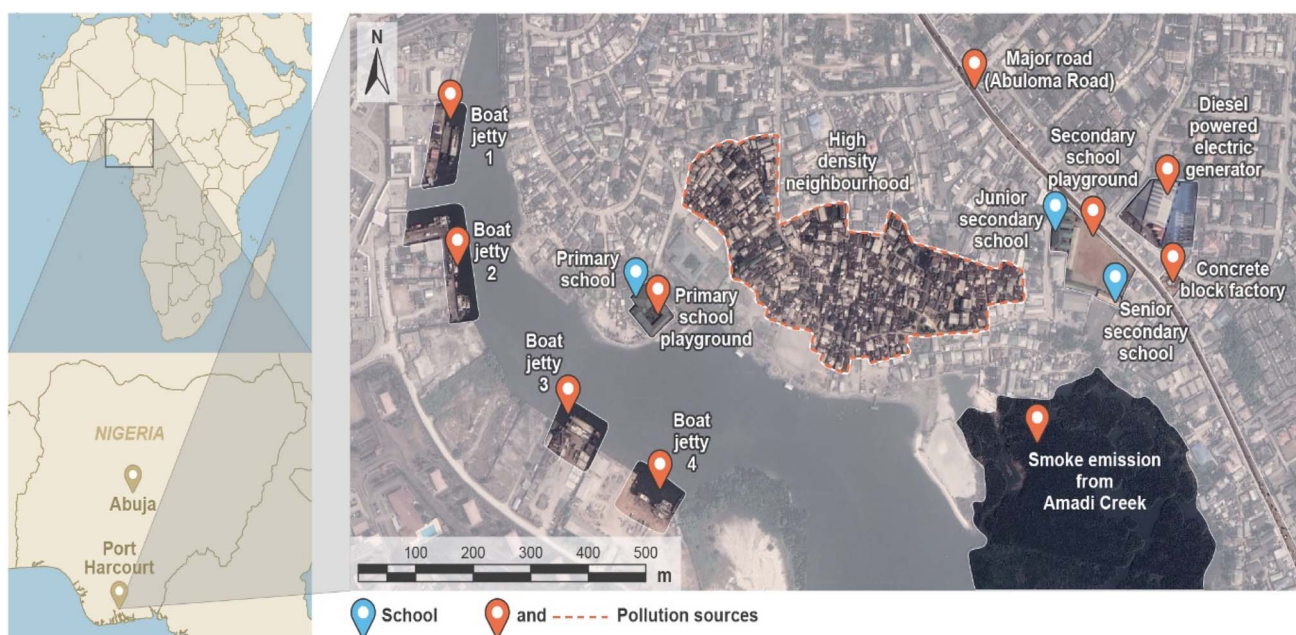 NIGERIA
Abuja
Port
Harcourt
N
Boat
jetty
1
Boat
jetty
2
Boat
jetty
3
Boat
jetty
4
Primary
school
Primary
school
playground
High
density
neighbourhood
Major road
(Abuloma Road)
Secondary
school
playground
Junior
secondary
school
Diesel
powered
electric
generator
Concrete
block factory
Senior
secondary
school
Smoke emission
from
Amadi Creek
100 200 300 400 500
m
School and Pollution sources